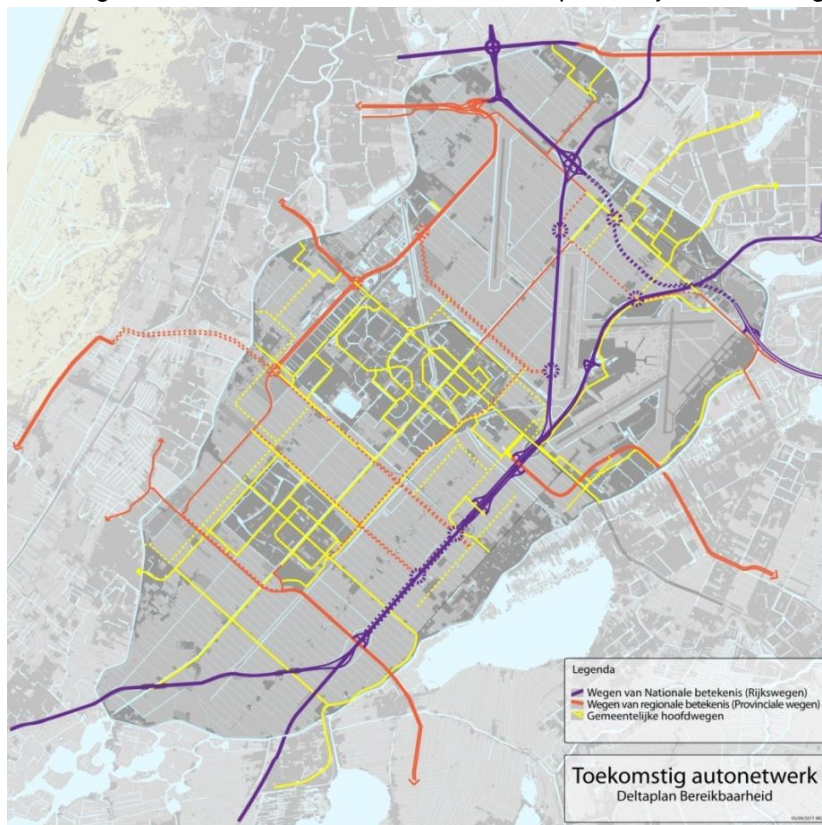 Legenda
Wegen van Nationale betekenis (Rijkswegen)
Wegen van regionale betekenis (Provinciale wegen)
Gemeentelijke hoofdwegen
Toekomstig autonetwerk
Deltaplan Bereikbaarheid